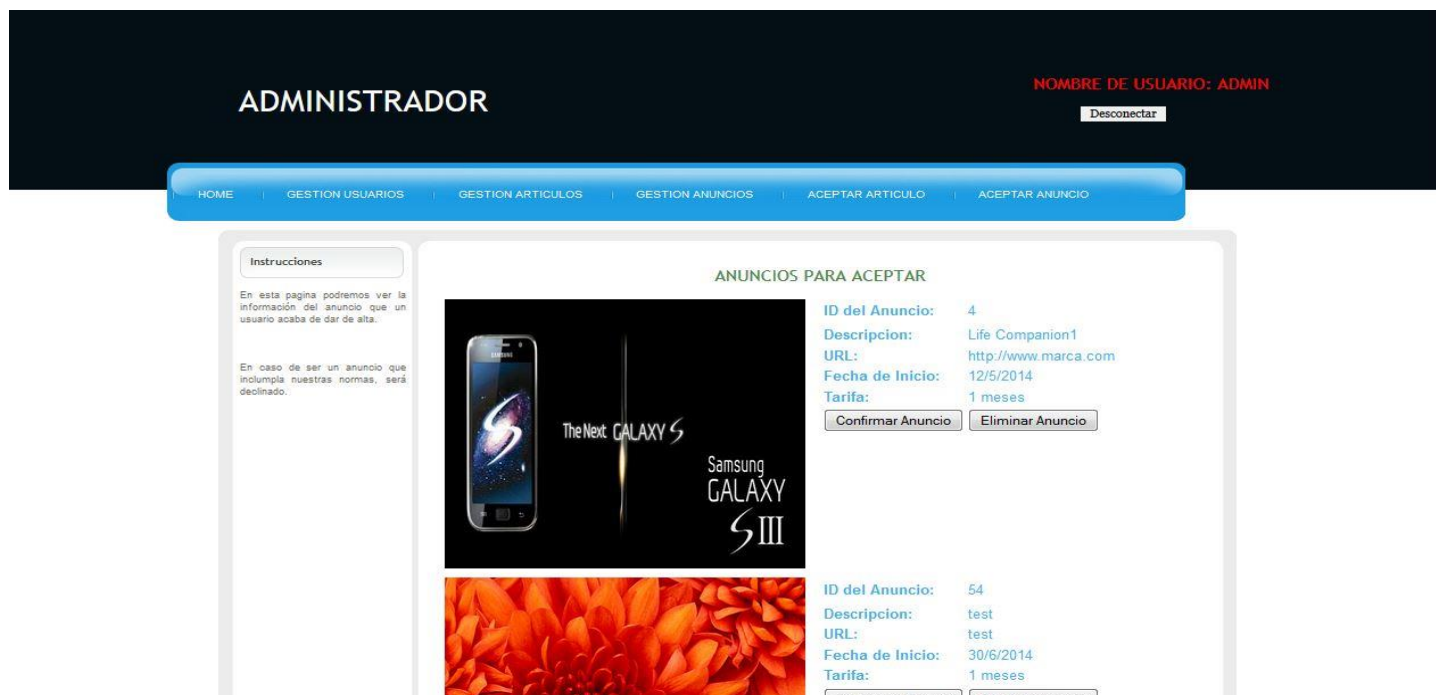 ADMINISTRADOR
NOMBRE DE USUARIO: ADMIN
Desconectar
HOME
GESTION USUARIOS
GESTION ARTICULOS
GESTION ANUNCIOS
ACEPTAR ARTICULO
ACEPTAR ANUNCIO
Instrucciones
En esta pagina podremos ver la
información del anuncio que un
usuario acaba de dar de alta.
En caso de ser un anuncio que
inclumpla nuestras normas, será
declinado.
ANUNCIOS PARA ACEPTAR
SAMSUNG
The Next GALAXY S
Samsung
GALAXY
S III
ID del Anuncio: 4
Descripcion: Life Companion1
URL: http://www.marca.com
Fecha de Inicio: 12/5/2014
Tarifa: 1 meses
Confirmar Anuncio Eliminar Anuncio
ID del Anuncio: 54
Descripcion: test
URL: test
Fecha de Inicio: 30/6/2014
Tarifa: 1 meses